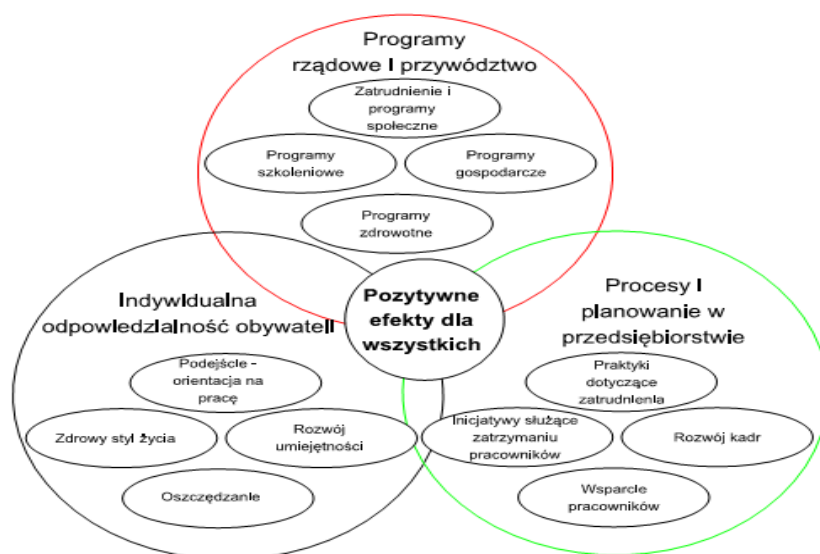 Programy
rządowe I przywództwo
Zatrudnienie i
programy
społeczne
Programy
szkoleniowe
Programy
gospodarcze
Programy
zdrowotne
Pozytywne
efekty dla
wszystkich
Indywidualna
odpowiedzialność obywateli
Podejście -
orientacja na
pracę
Zdrowy styl życia
Rozwój
umiejętności
Oszczędzanie
Procesy I
planowanie w
przedsiębiorstwie
Praktyki
dotyczące
zatrudnienia
Inicjatywy służące
zatrzymaniu
pracowników
Rozwój kadr
Wsparcie
pracowników